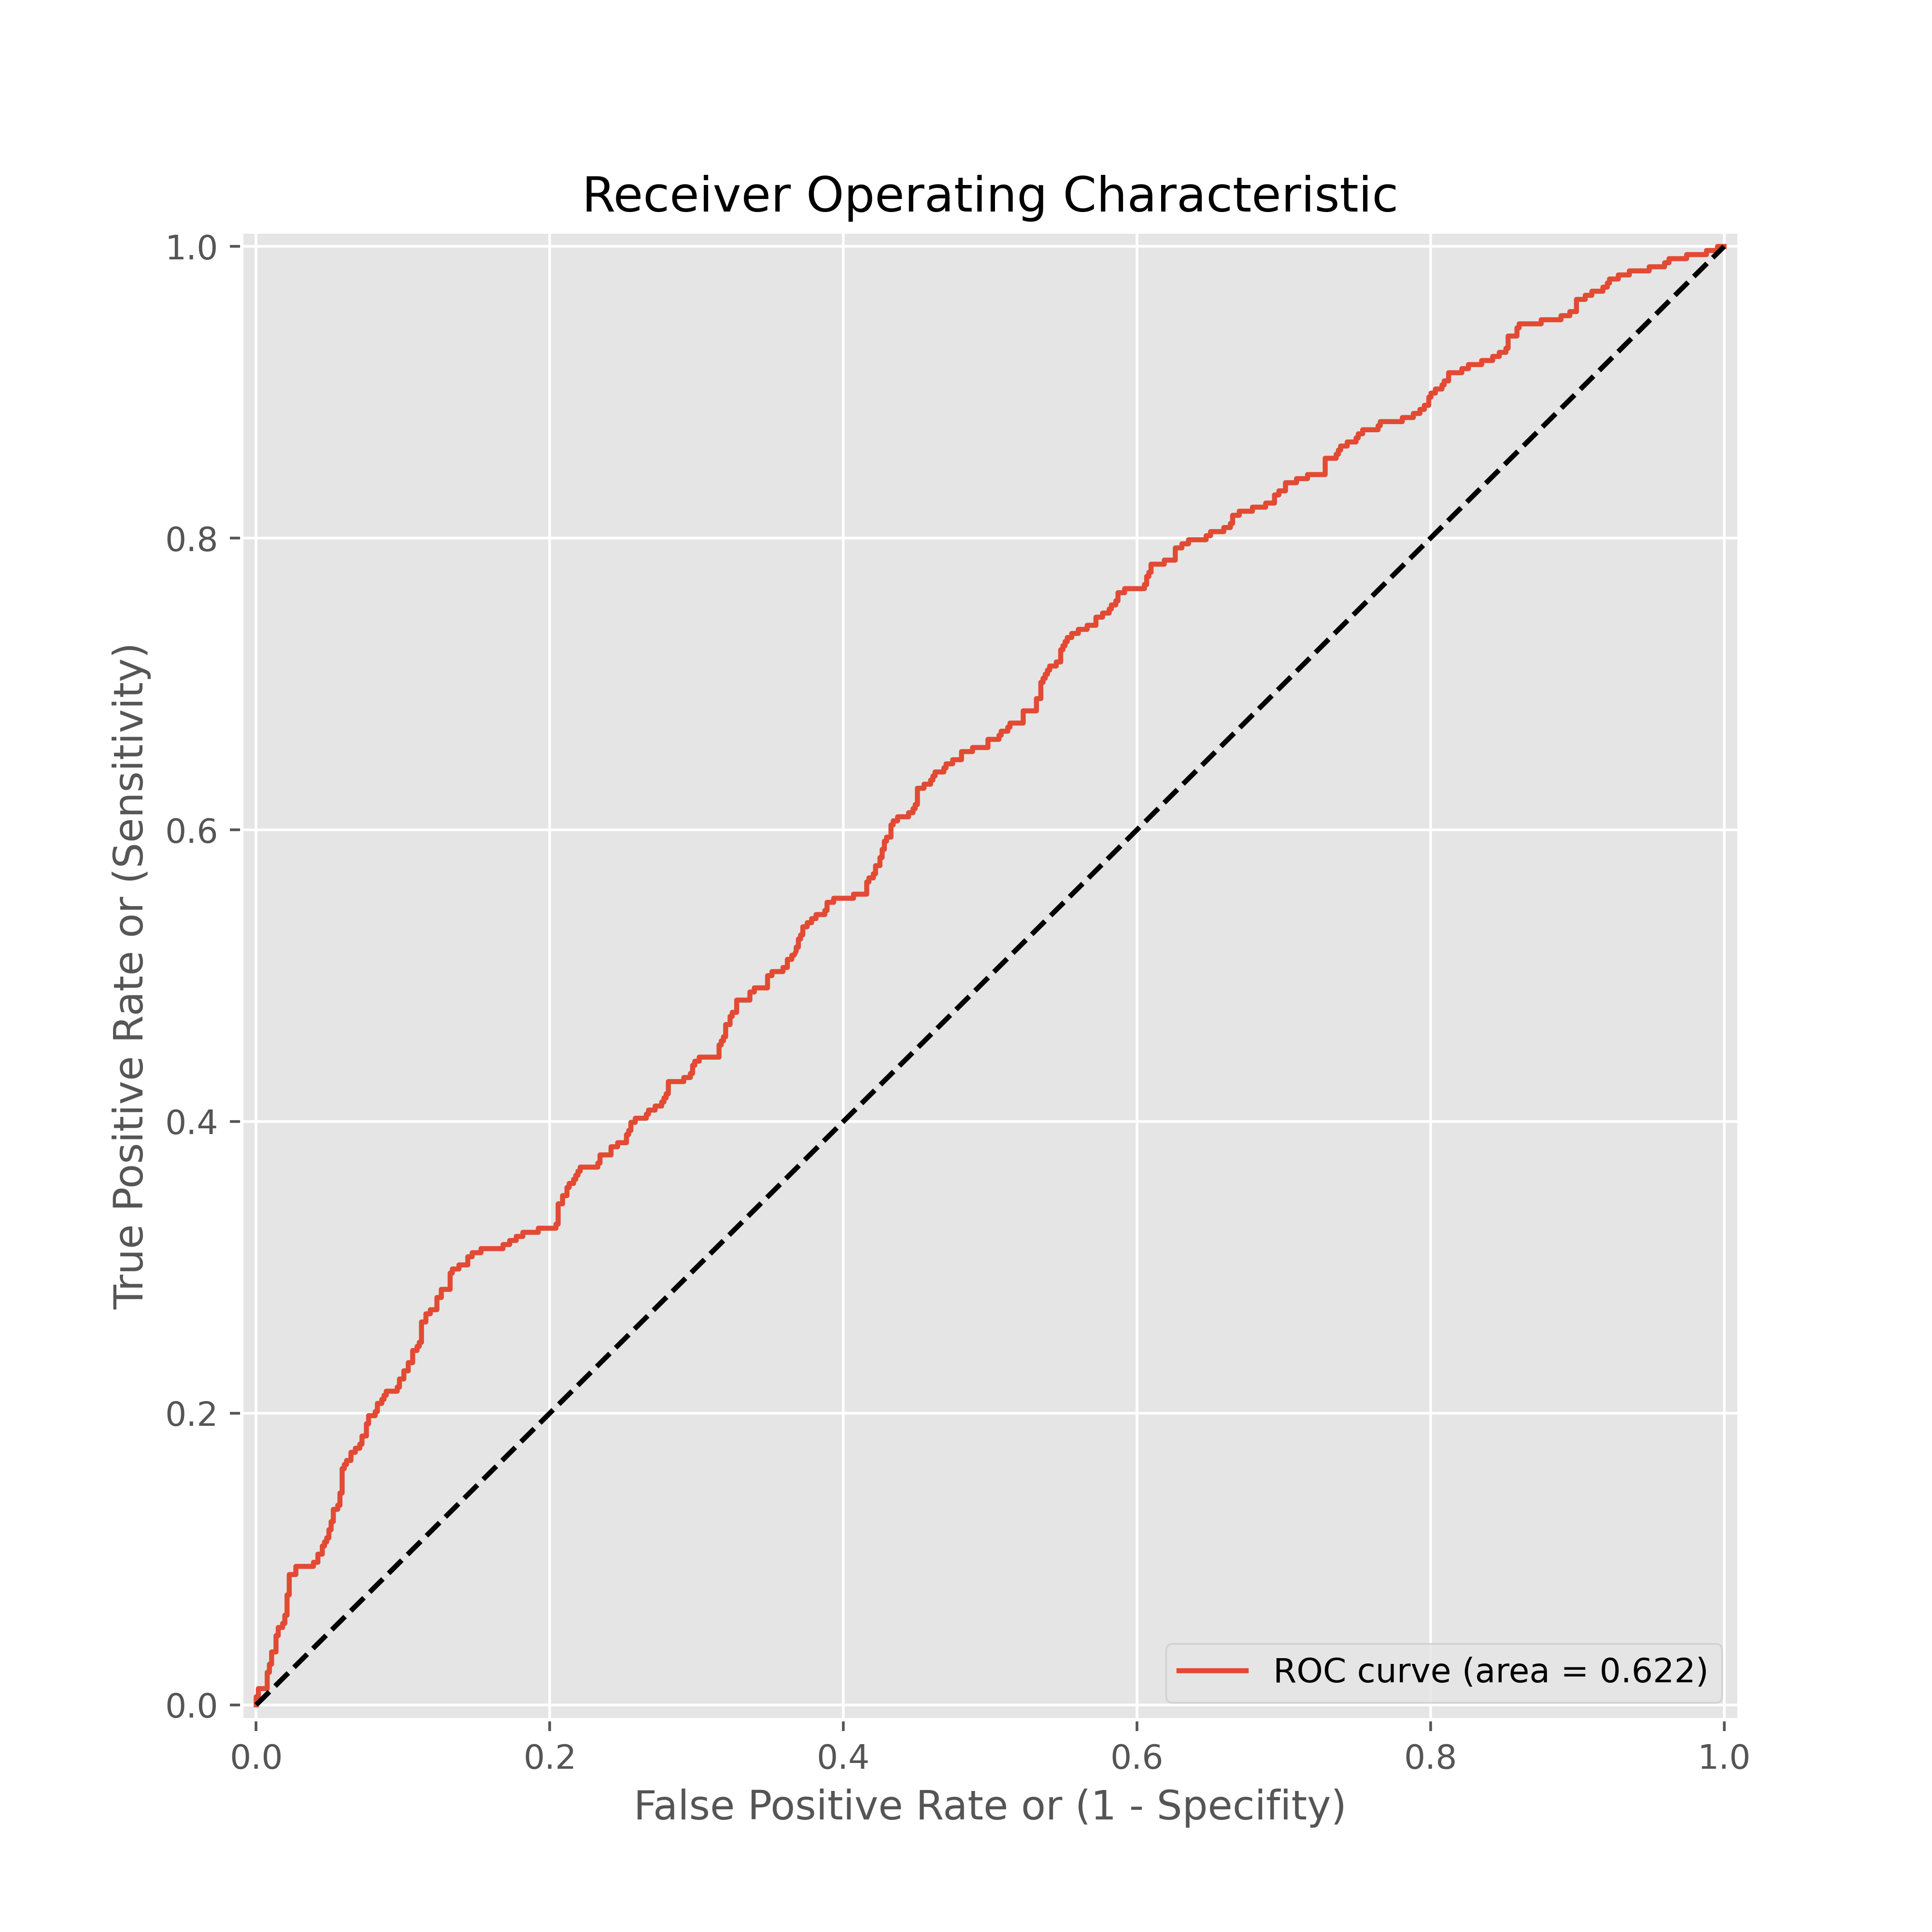 Receiver Operating Characteristic
1.0
0.8
0.6
0.4
0.2
0.0
True Positive Rate or (Sensitivity)
ROC curve (area = 0.622)
0.0 0.2 0.4 0.6 0.8 1.0
False Positive Rate or (1 - Specifity)